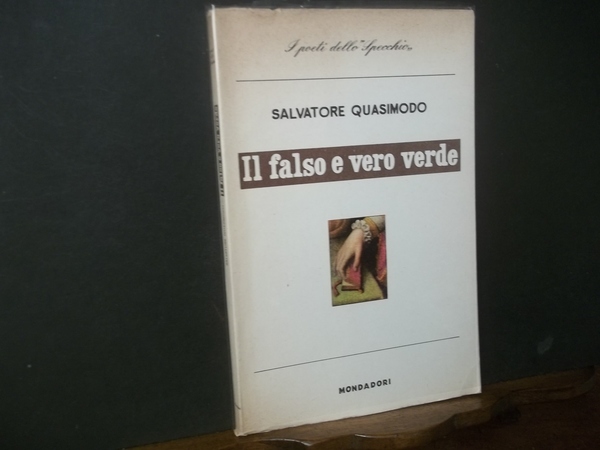 I poeti dello "Specchio„
SALVATORE QUASIMODO
Il falso e vero verde
MONDADORI